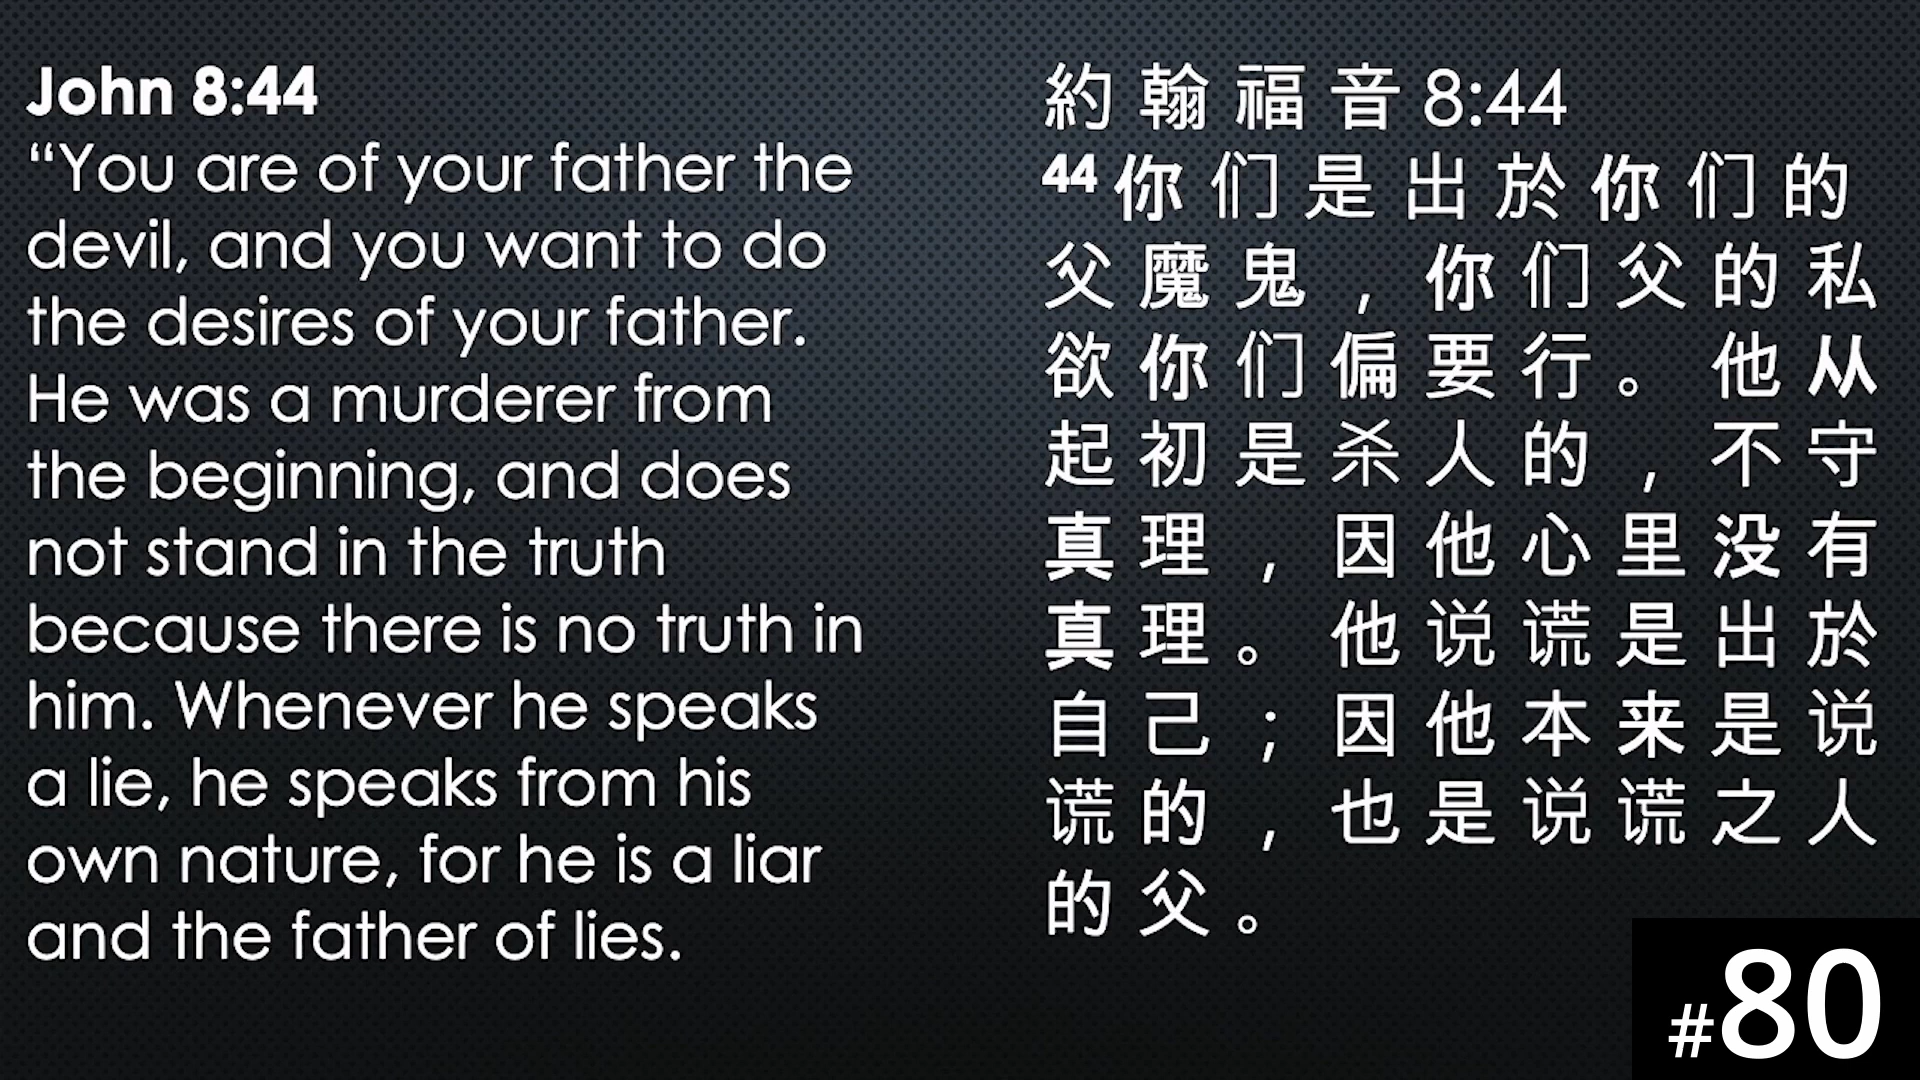 John 8:44
“You are of your father the
devil, and you want to do
the desires of your father.
He was a murderer from
the beginning, and does
not stand in the truth
because there is no truth in
him. Whenever he speaks
a lie, he speaks from his
own nature, for he is a liar
and the father of lies.
約翰福音8:44
44你们是出於你们的
父魔鬼，你们父的私
欲你们偏要行。他从
起初是杀人的，不守
真理，因他心里没有
真理。他说谎是出於
自己；因他本来是说
谎的，也是说谎之人
的父。
#80